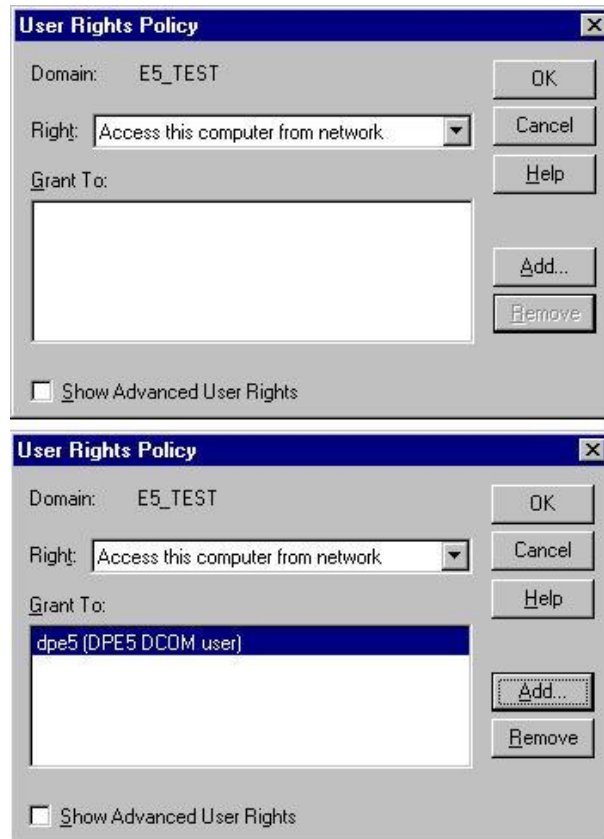 User Rights Policy
Domain: E5_TEST
OK
Right: Access this computer from network
Cancel
Grant To:
Help
Add...
Remove
Show Advanced User Rights
User Rights Policy
Domain: E5_TEST
OK
Right: Access this computer from network
Cancel
Grant To:
Help
dpe5 (DPE5 DCOM user)
Add...
Remove
Show Advanced User Rights